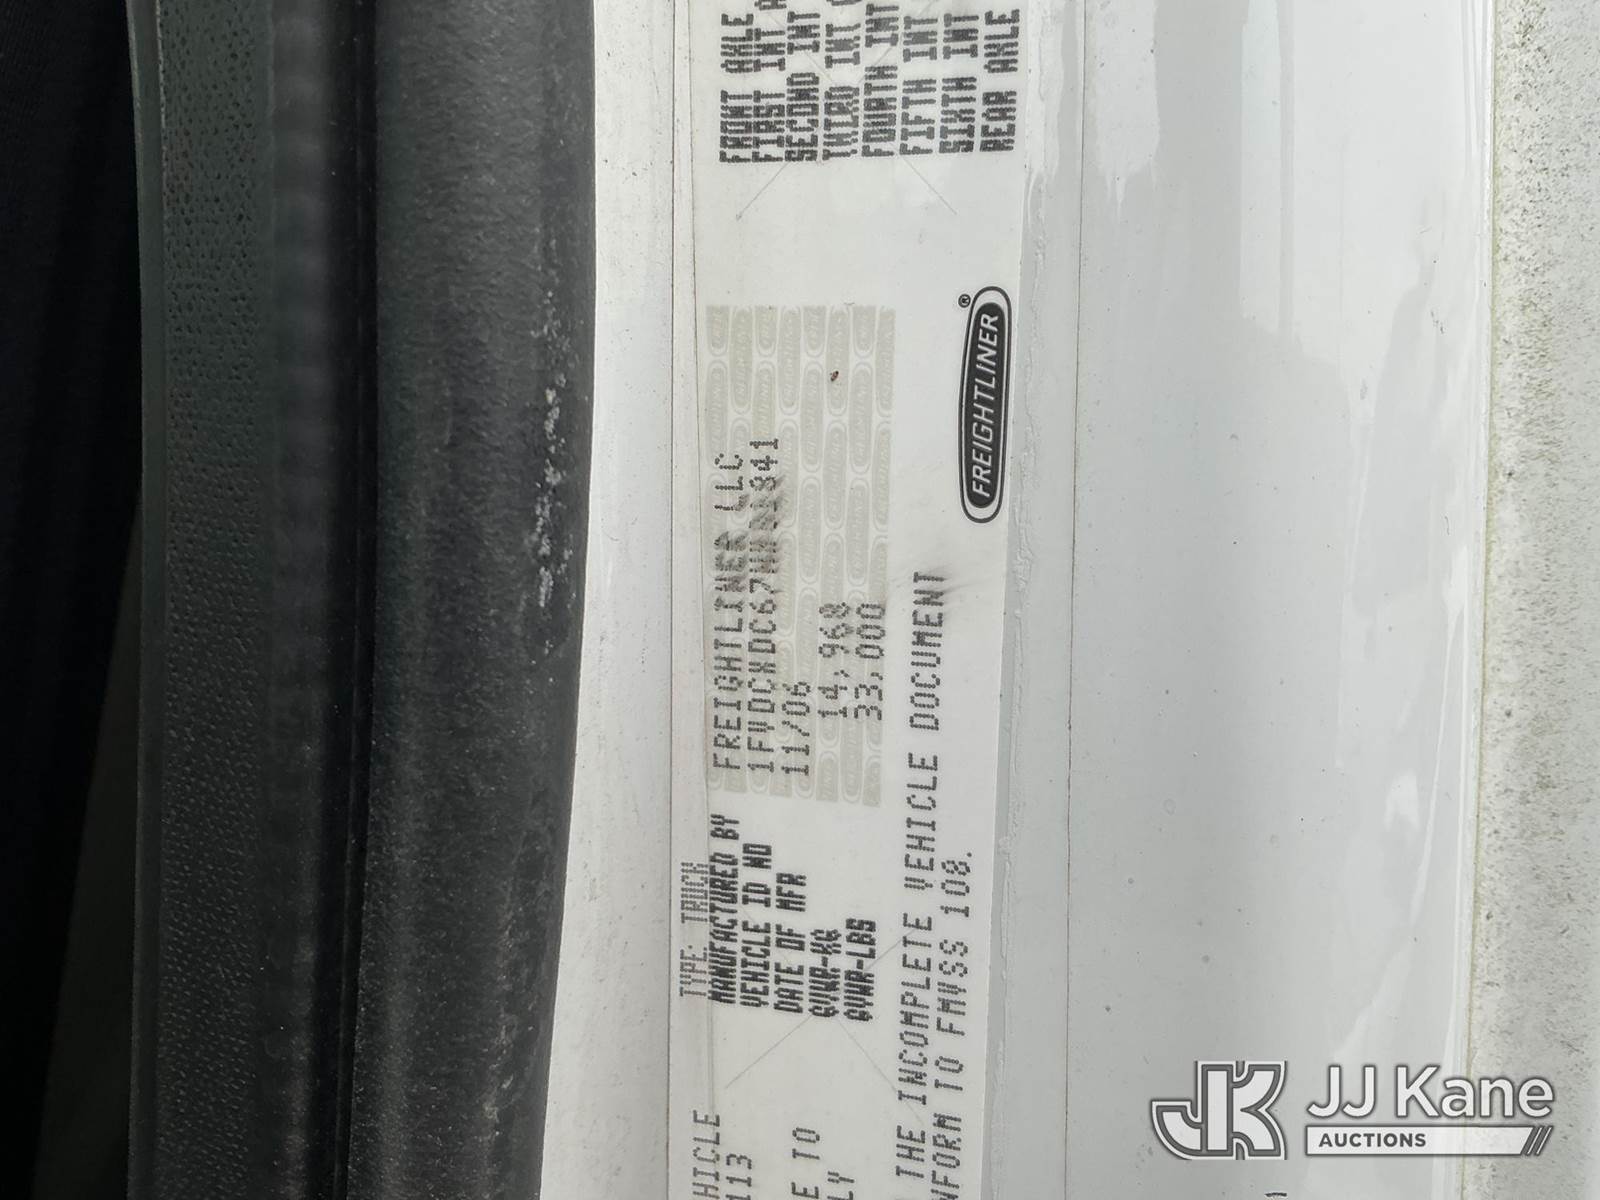 HICLE
113
E TO
LY
THE INCOMPLETE VEHICLE DOCUMENT
NFORM TO FMVSS 108.
TYPE: TRUCK
MANUFACTURED BY FREIGHTLINER LLC
VEHICLE ID NO
DATE OF MFR 11/06
GVWR-KG 14,968
GVWR-LBS 33,000
FREIGHTLINER®
FRONT AXLE
FIRST INT A
SECOND INT
THIRD INT
FOURTH INT
FIFTH INT
SIXTH INT
REAR AXLE
JK JJ Kane
AUCTIONS